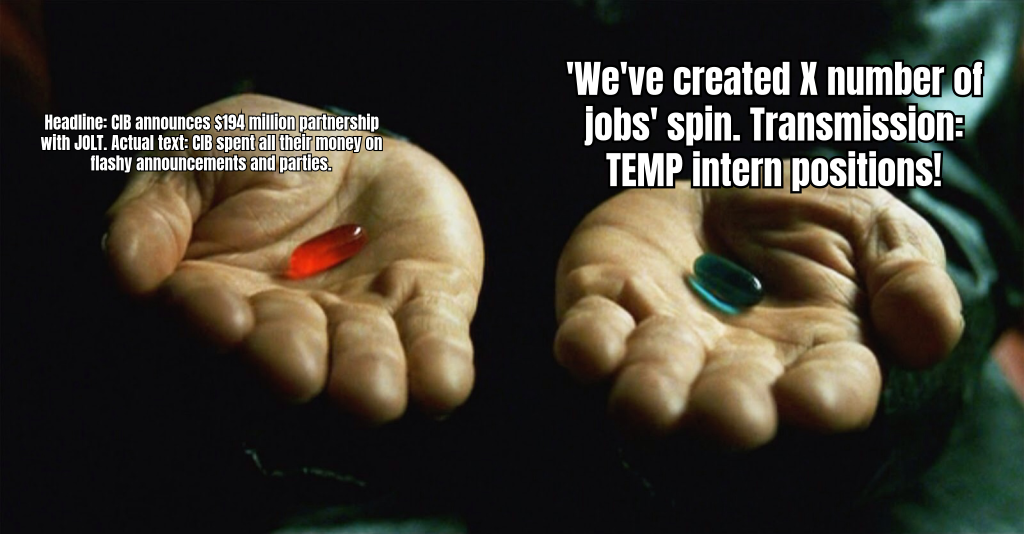 Headline: CIB announces $194 million partnership
with JOLT. Actual text: CIB spent all their money on
flashy announcements and parties.
'We've created X number of
jobs' spin. Transmission:
TEMP intern positions!